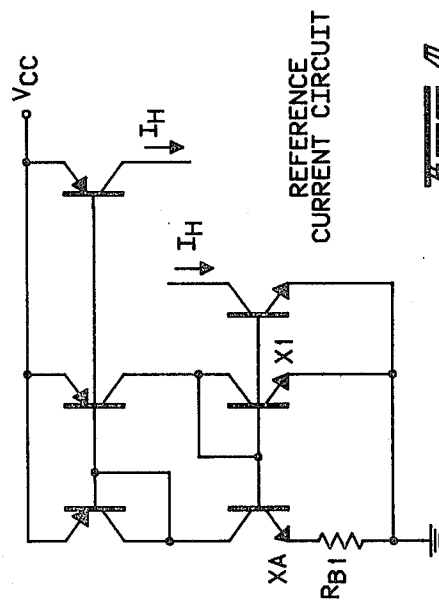 VCC
IH
IH
X1
XA
RB1
REFERENCE
CURRENT CIRCUIT